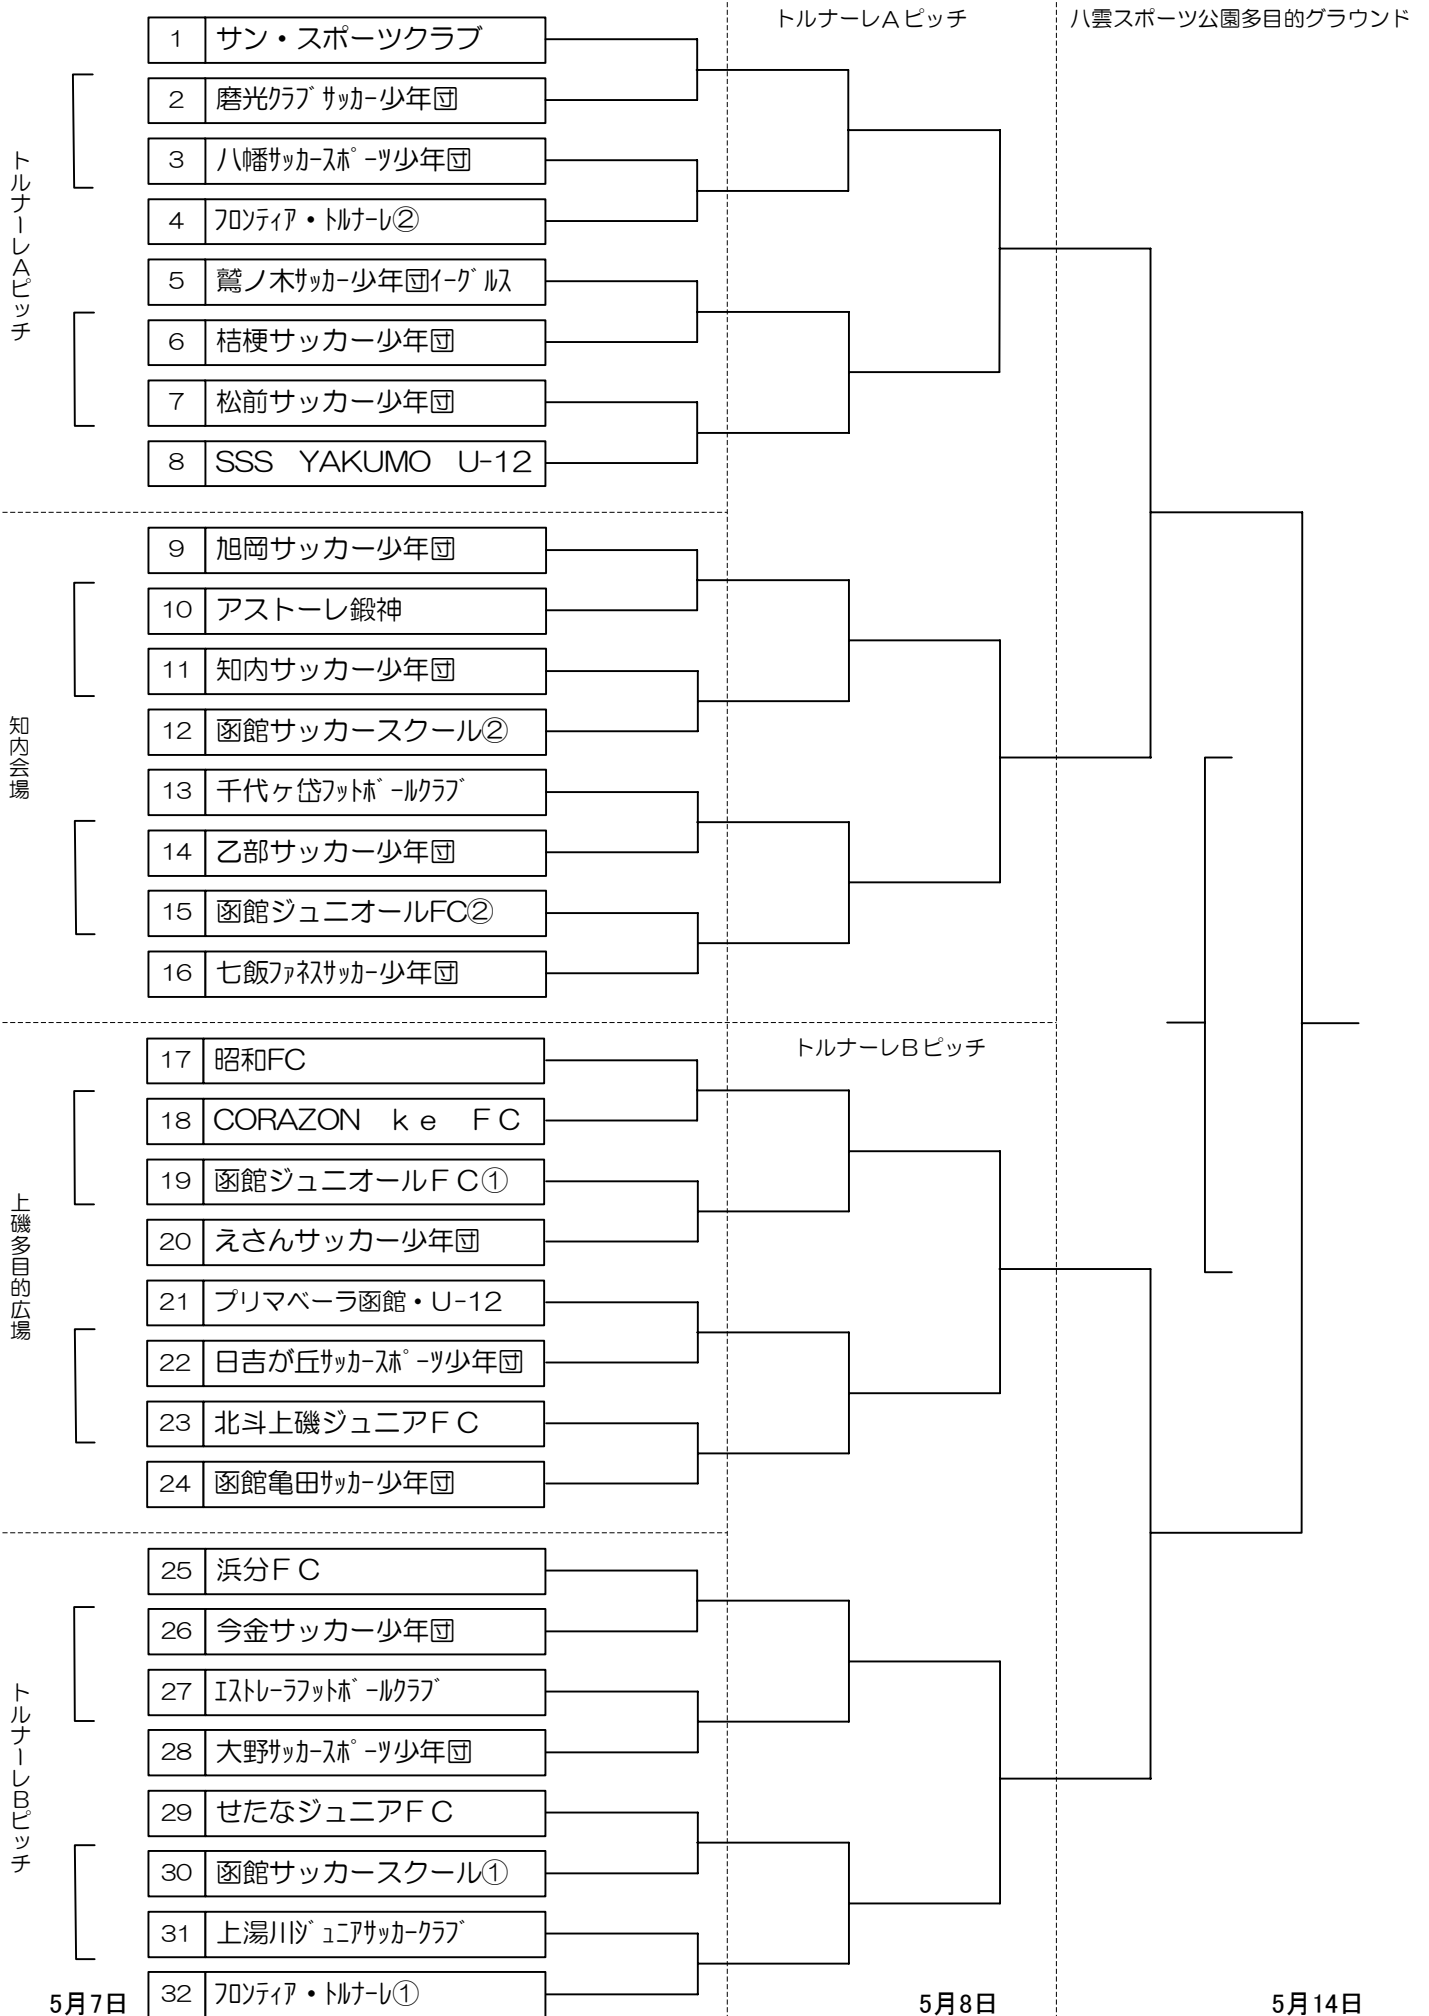 トルナーレAピッチ
八雲スポーツ公園多目的グラウンド
トルナーレAピッチ
1 サン・スポーツクラブ
2 磨光ｸﾗﾌﾞｻｯｶｰ少年団
3 八幡ｻｯｶｰｽﾎﾟｰﾂ少年団
4 ﾌﾛﾝﾃｨｱ・ﾄﾙﾅｰﾚ②
5 鷲ノ木ｻｯｶｰ少年団ｲｰｸﾞﾙｽ
6 桔梗サッカー少年団
7 松前サッカー少年団
8 SSS　YAKUMO　U-12
知内会場
9 旭岡サッカー少年団
10 アストーレ鍛神
11 知内サッカー少年団
12 函館サッカースクール②
13 千代ヶ岱ﾌｯﾄﾎﾞｰﾙｸﾗﾌﾞ
14 乙部サッカー少年団
15 函館ジュニオールFC②
16 七飯ﾌｧﾈｽｻｯｶｰ少年団
トルナーレBピッチ
上磯多目的広場
17 昭和FC
18 CORAZON　ｋｅ　ＦＣ
19 函館ジュニオールＦＣ①
20 えさんサッカー少年団
21 プリマベーラ函館・U-12
22 日吉が丘ｻｯｶｰｽﾎﾟｰﾂ少年団
23 北斗上磯ジュニアＦＣ
24 函館亀田ｻｯｶｰ少年団
トルナーレBピッチ
25 浜分ＦＣ
26 今金サッカー少年団
27 ｴｽﾄﾚｰﾗﾌｯﾄﾎﾞｰﾙｸﾗﾌﾞ
28 大野ｻｯｶｰｽﾎﾟｰﾂ少年団
29 せたなジュニアＦＣ
30 函館サッカースクール①
31 上湯川ｼﾞｭﾆｱｻｯｶｰｸﾗﾌﾞ
32 ﾌﾛﾝﾃｨｱ・ﾄﾙﾅｰﾚ①
5月7日
5月8日
5月14日